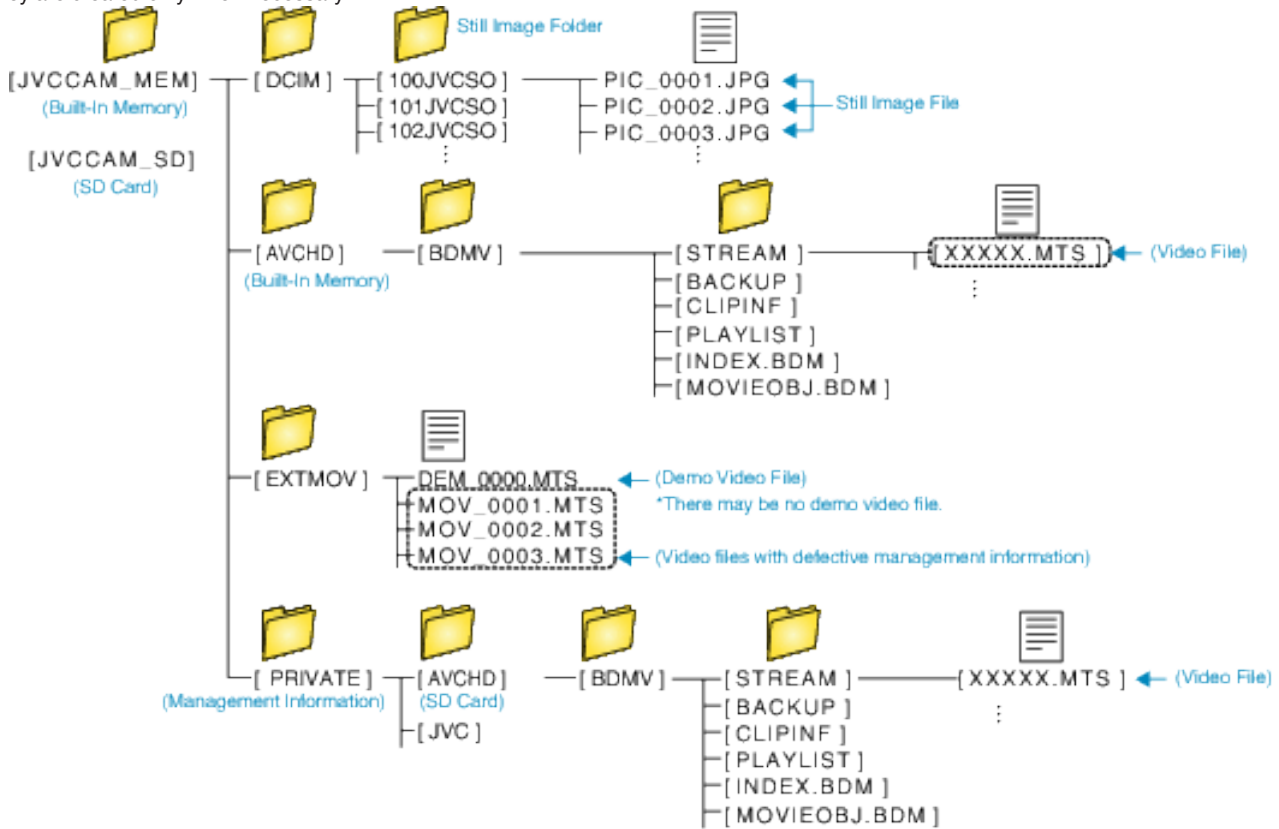 Still Image Folder
[JVCCAM_MEM] [DCIM] [100JVCSO] PIC_0001.JPG
(Built-In Memory) [101JVCSO] PIC_0002.JPG Still Image File
[102JVCSO] PIC_0003.JPG
[JVCCAM_SD]
(SD Card)
[AVCHD] [BDMV] [STREAM] [XXXXX.MTS] (Video File)
(Built-In Memory) [BACKUP]
[CLIPINF]
[PLAYLIST]
[INDEX.BDM]
[MOVIEOBJ.BDM]
[EXTMOV] DEM_0000.MTS (Demo Video File)
MOV_0001.MTS *There may be no demo video file.
MOV_0002.MTS
MOV_0003.MTS (Video files with defective management information)
[PRIVATE] [AVCHD] [BDMV] [STREAM] [XXXXX.MTS] (Video File)
(Management Information) (SD Card) [BACKUP]
[JVC] [CLIPINF]
[PLAYLIST]
[INDEX.BDM]
[MOVIEOBJ.BDM]